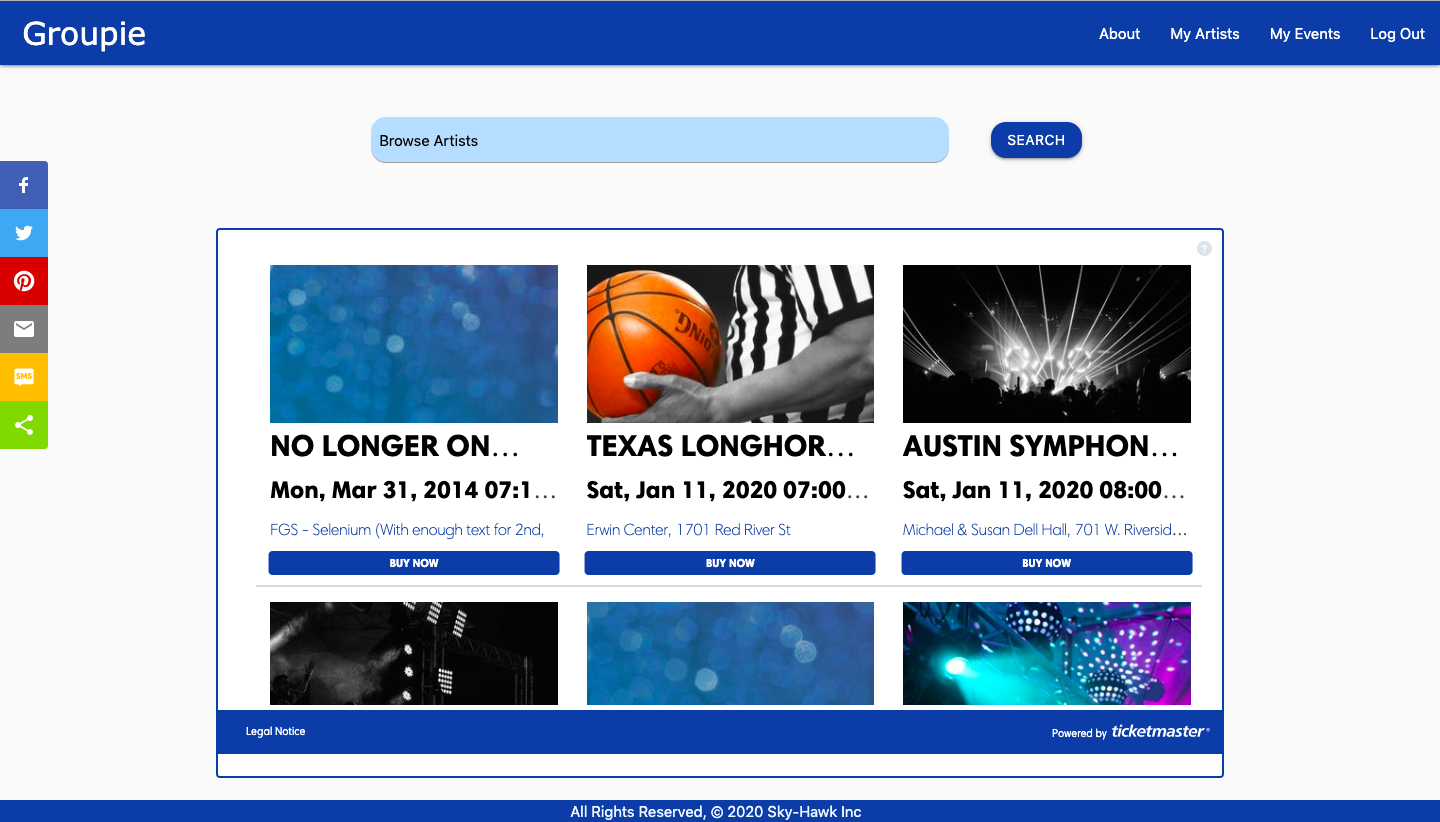 Groupie
About
My Artists
My Events
Log Out
Browse Artists
SEARCH
SMS
?
NO LONGER ON...
TEXAS LONGHOR...
AUSTIN SYMPHON...
Mon, Mar 31, 2014 07:1...
Sat, Jan 11, 2020 07:00...
Sat, Jan 11, 2020 08:00...
FGS - Selenium (With enough text for 2nd,
Erwin Center, 1701 Red River St
Michael & Susan Dell Hall, 701 W. Riversid...
BUY NOW
BUY NOW
BUY NOW
Legal Notice
Powered by ticketmaster®
All Rights Reserved, © 2020 Sky-Hawk Inc